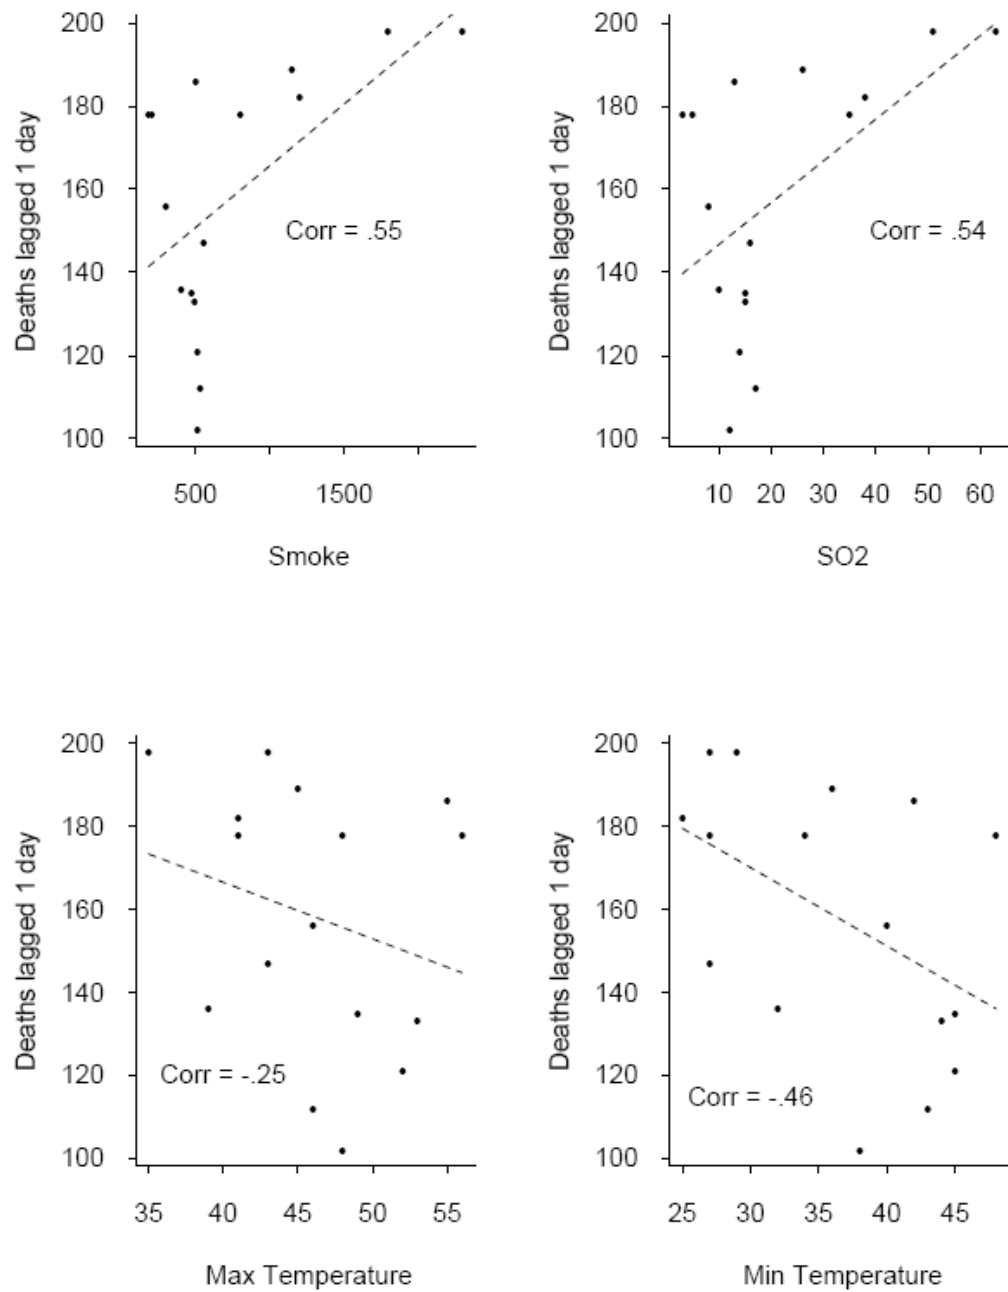 Deaths lagged 1 day
200
180
160
140
120
100
Corr = .55
500 1500
Smoke
Deaths lagged 1 day
200
180
160
140
120
100
Corr = .54
10 20 30 40 50 60
SO2
Deaths lagged 1 day
200
180
160
140
120
100
Corr = -.25
35 40 45 50 55
Max Temperature
Deaths lagged 1 day
200
180
160
140
120
100
Corr = -.46
25 30 35 40 45
Min Temperature